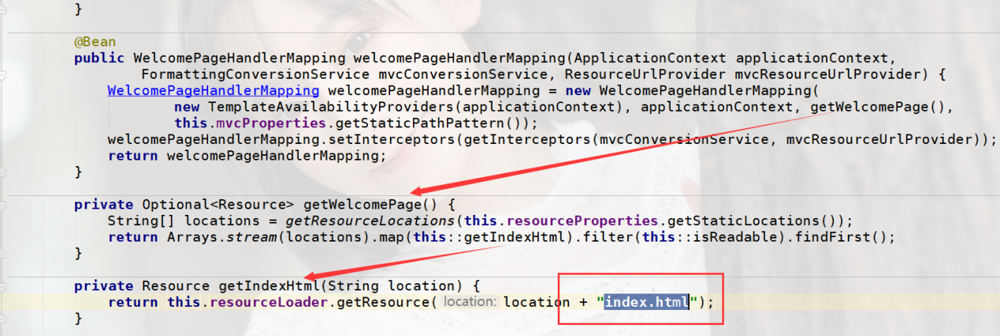 }
@Bean
public WelcomePageHandlerMapping welcomePageHandlerMapping(ApplicationContext applicationContext,
FormattingConversionService mvcConversionService, ResourceUrlProvider mvcResourceUrlProvider) {
WelcomePageHandlerMapping welcomePageHandlerMapping = new WelcomePageHandlerMapping(
new TemplateAvailabilityProviders(applicationContext), applicationContext, getWelcomePage(),
this.mvcProperties.getStaticPathPattern());
welcomePageHandlerMapping.setInterceptors(getInterceptors(mvcConversionService, mvcResourceUrlProvider));
return welcomePageHandlerMapping;
}
private Optional<Resource> getWelcomePage() {
String[] locations = getResourceLocations(this.resourceProperties.getStaticLocations());
return Arrays.stream(locations).map(this::getIndexHtml).filter(this::isReadable).findFirst();
}
private Resource getIndexHtml(String location) {
return this.resourceLoader.getResource( location: location + "index.html");
}